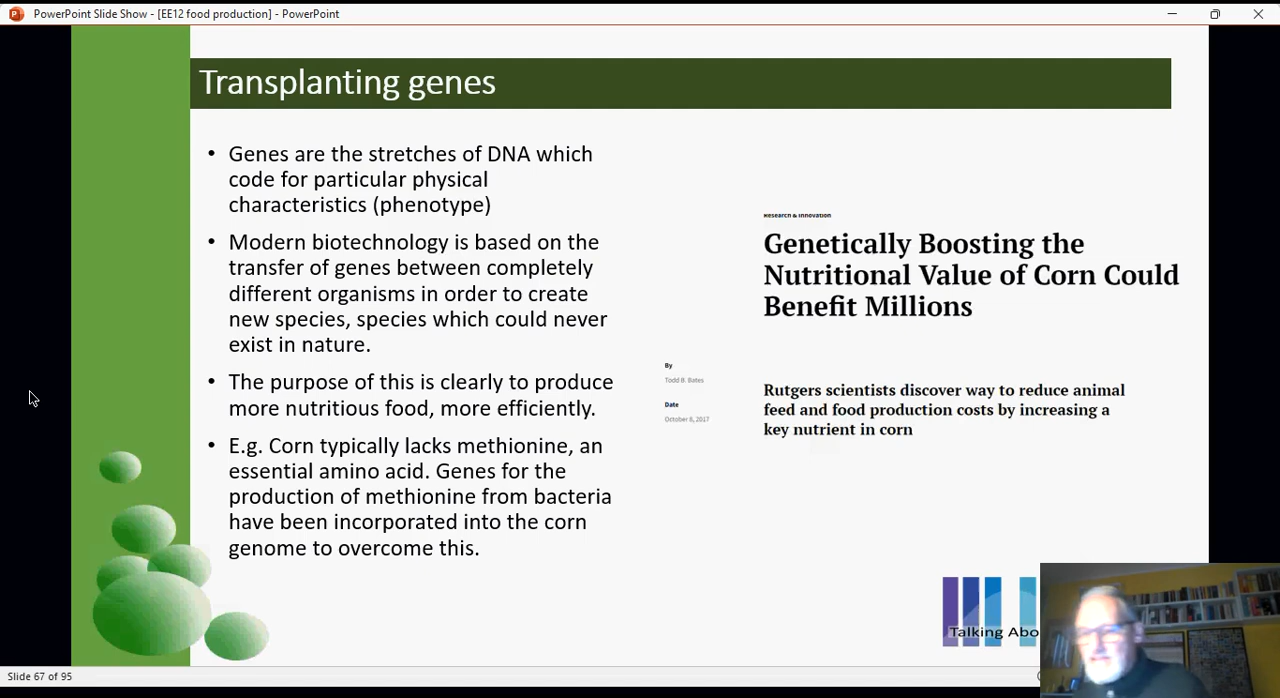 PowerPoint Slide Show - [EE12 food production] - PowerPoint
Transplanting genes
• Genes are the stretches of DNA which
code for particular physical
characteristics (phenotype)
• Modern biotechnology is based on the
transfer of genes between completely
different organisms in order to create
new species, species which could never
exist in nature.
• The purpose of this is clearly to produce
more nutritious food, more efficiently.
• E.g. Corn typically lacks methionine, an
essential amino acid. Genes for the
production of methionine from bacteria
have been incorporated into the corn
genome to overcome this.
Research & Innovation
Genetically Boosting the
Nutritional Value of Corn Could
Benefit Millions
By
Todd B. Bates
Date
October 8, 2017
Rutgers scientists discover way to reduce animal
feed and food production costs by increasing a
key nutrient in corn
Talking Abo
Slide 67 of 95